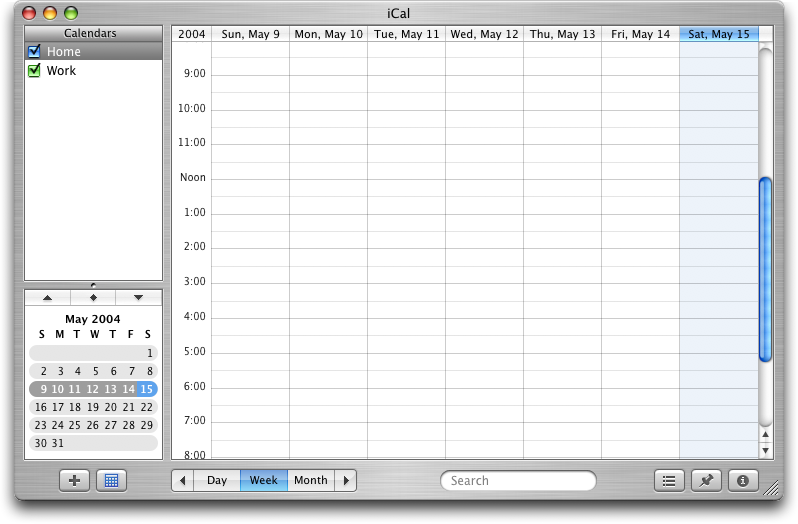 iCal
Calendars
Home
Work
2004 Sun, May 9 Mon, May 10 Tue, May 11 Wed, May 12 Thu, May 13 Fri, May 14 Sat, May 15
9:00
10:00
11:00
Noon
1:00
2:00
3:00
4:00
5:00
6:00
7:00
8:00
May 2004
S M T W T F S
1
2 3 4 5 6 7 8
9 10 11 12 13 14 15
16 17 18 19 20 21 22
23 24 25 26 27 28 29
30 31
Day Week Month
Search